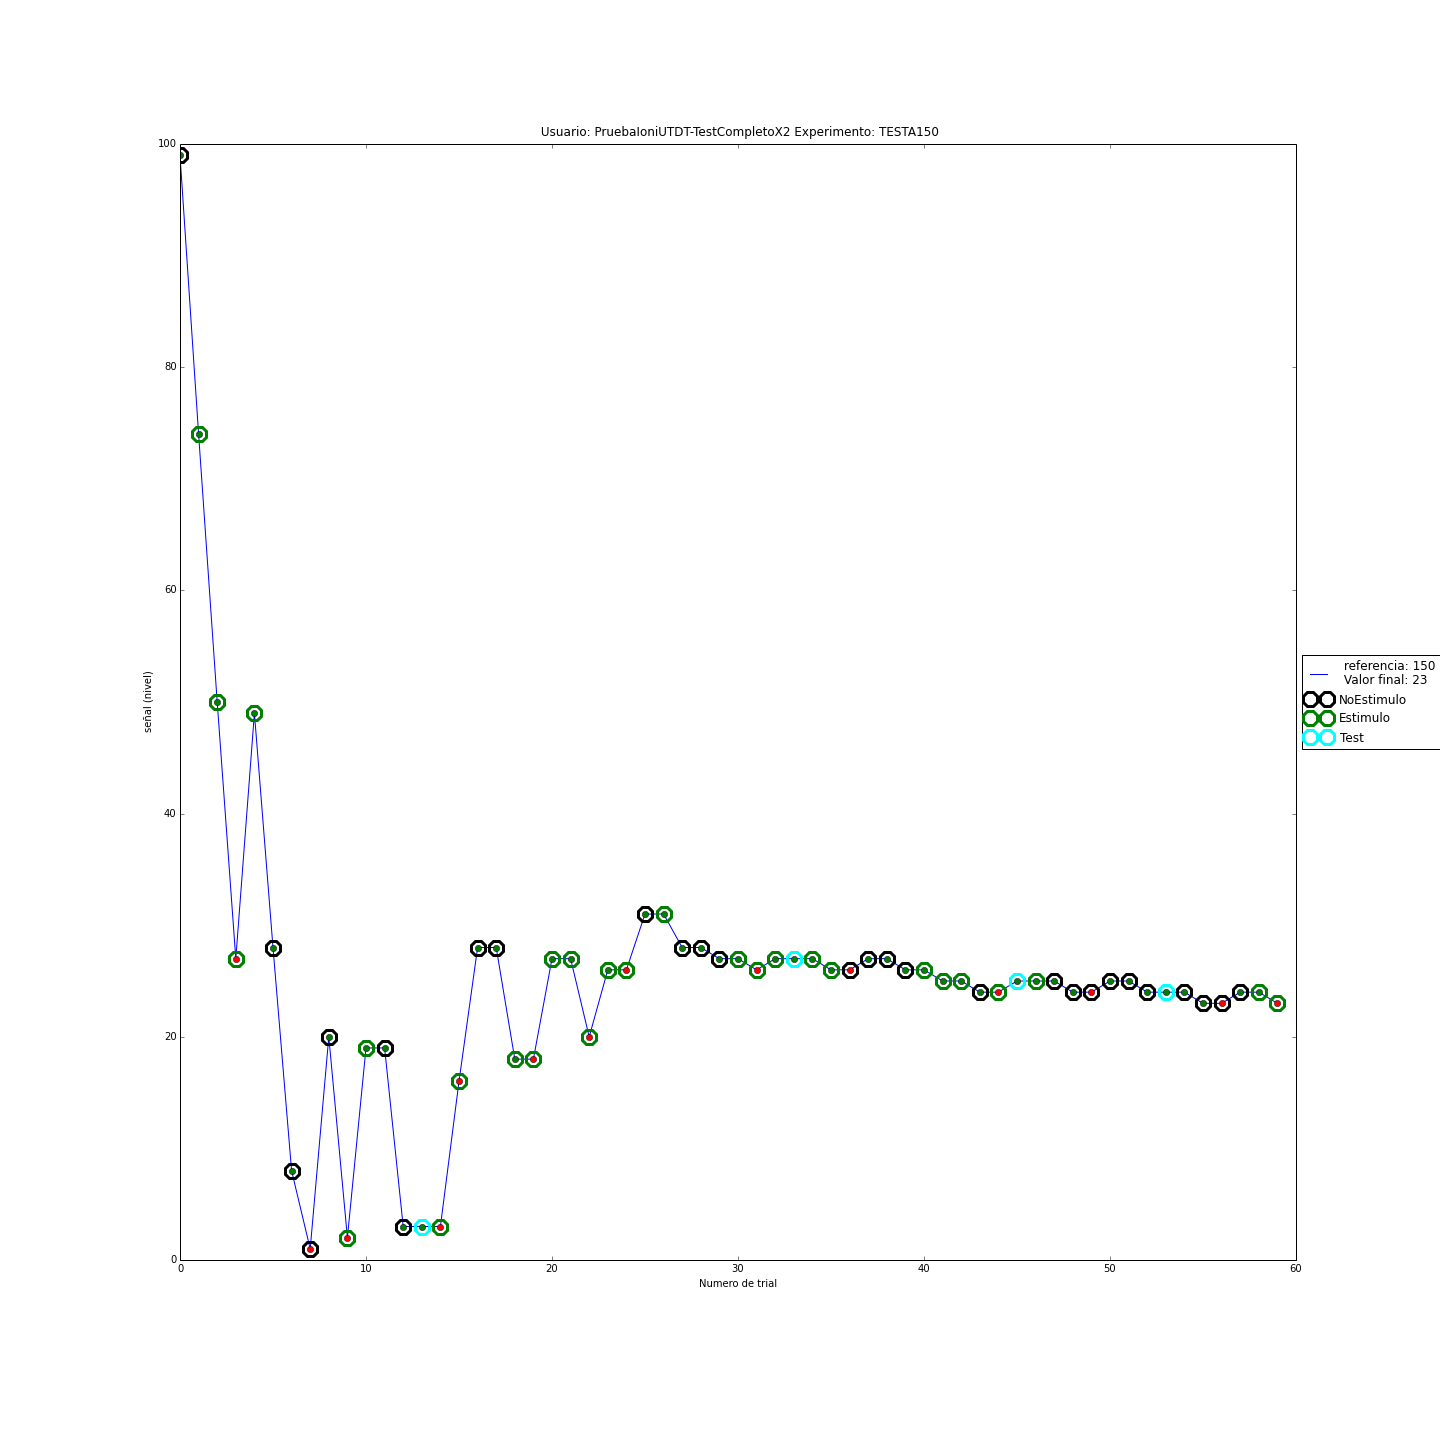 Usuario: PruebaIoniUTDT-TestCompletoX2 Experimento: TESTA150
100
80
60
40
20
0
señal (nivel)
0 10 20 30 40 50 60
Numero de trial
referencia: 150
Valor final: 23
NoEstimulo
Estimulo
Test